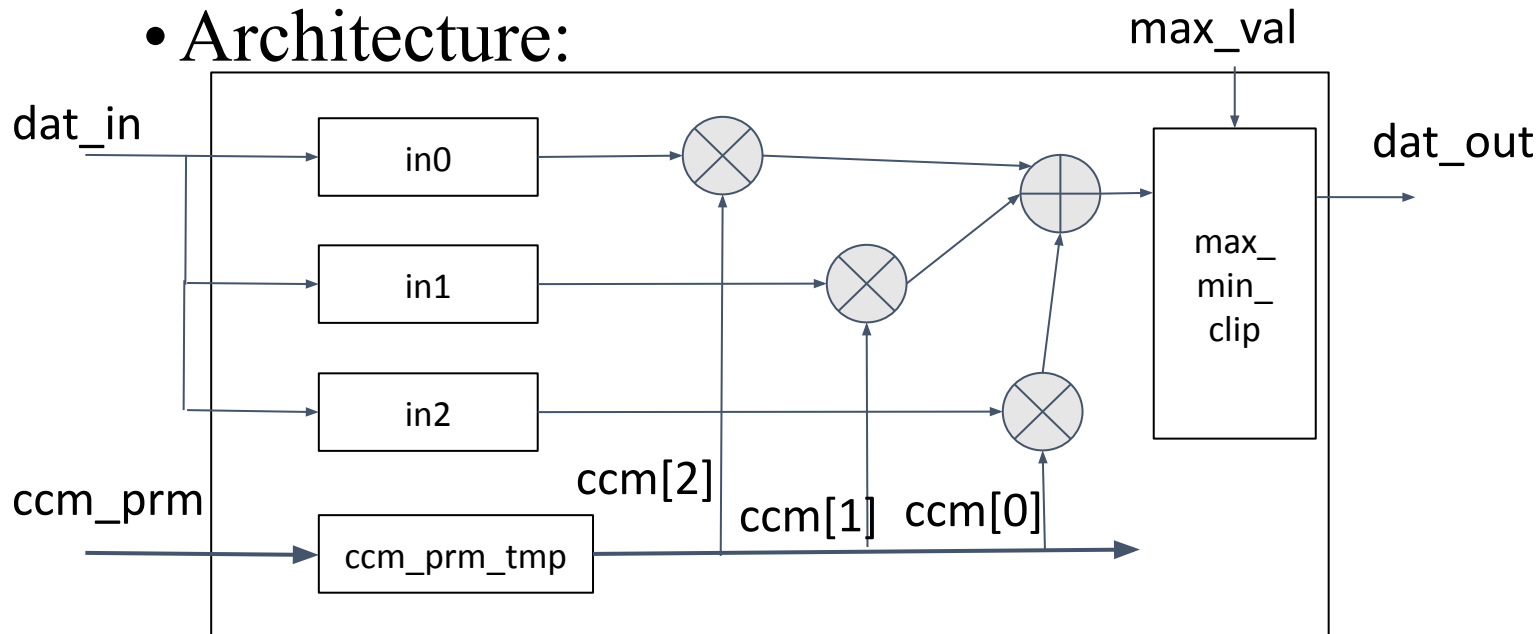 • Architecture:
max_val
dat_in
dat_out
in0
in1
max_
min_
clip
in2
ccm_prm
ccm[2]
ccm[1]
ccm[0]
ccm_prm_tmp